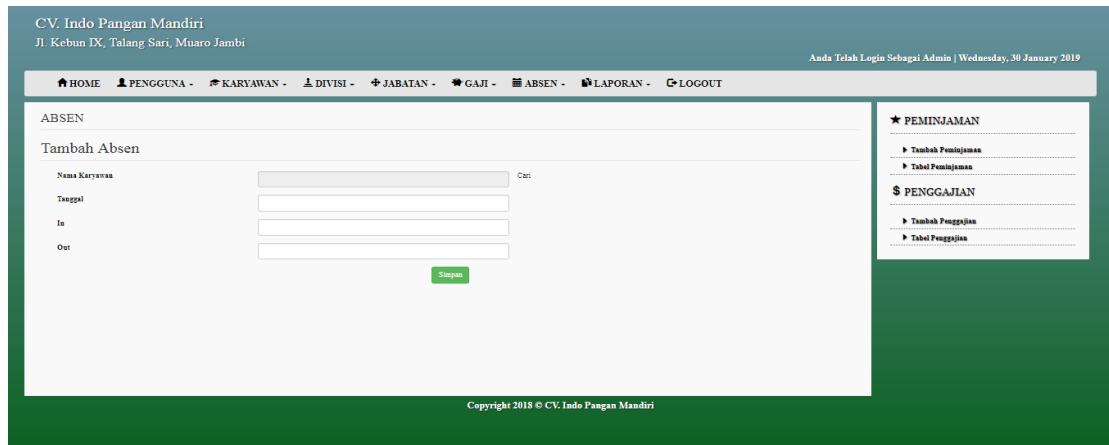 CV. Indo Pangan Mandiri
Jl. Kebun IX, Talang Sari, Muaro Jambi
Anda Telah Login Sebagai Admin | Wednesday, 30 January 2019
HOME PENGGUNA KARYAWAN DIVISI JABATAN GAJI ABSEN LAPORAN LOGOUT
ABSEN
Tambah Absen
Nama Karyawan Cari
Tanggal
In
Out
Simpan
PEMINJAMAN
Tambah Peminjaman
Tabel Peminjaman
$ PENGGAJIAN
Tambah Penggajian
Tabel Penggajian
Copyright 2018 © CV. Indo Pangan Mandiri